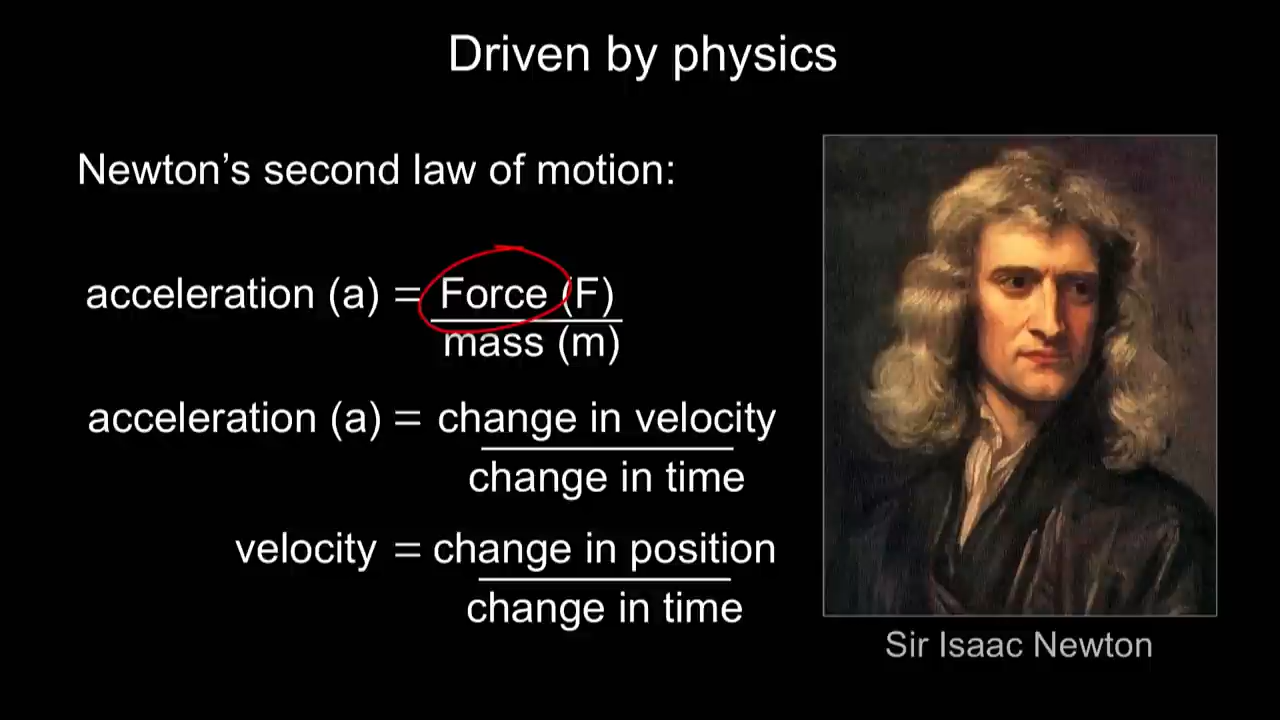 Driven by physics
Newton’s second law of motion:
acceleration (a) = Force (F)
mass (m)
acceleration (a) = change in velocity
change in time
velocity = change in position
change in time
Sir Isaac Newton